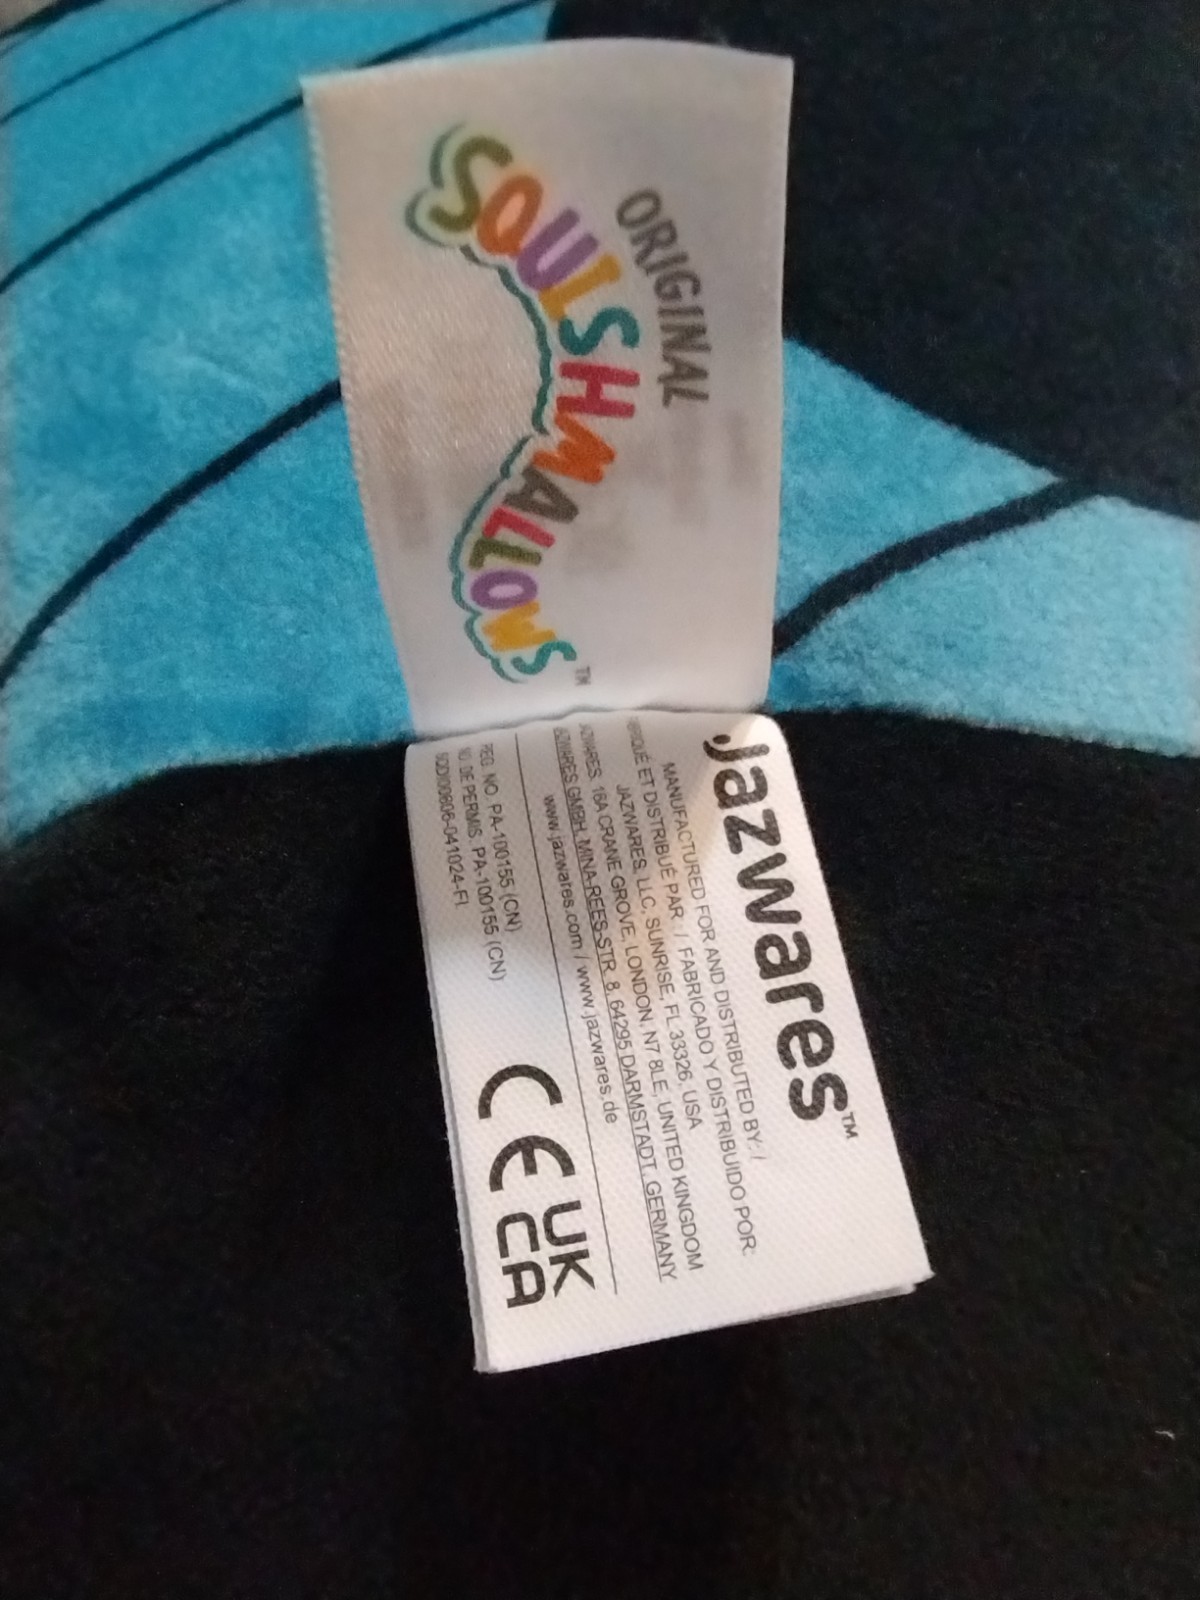 ORIGINAL
SQUISHMALLOWS™
jazwares™
MANUFACTURED FOR AND DISTRIBUTED BY: /
ET DISTRIBUÉ PAR : / FABRICADO Y DISTRIBUIDO POR:
JAZWARES, LLC, SUNRISE, FL 33326, USA
JAZWARES, 16A CRANE GROVE, LONDON, N7 8LE, UNITED KINGDOM
JAZWARES GMBH, MINA-REES-STR. 8, 64295 DARMSTADT, GERMANY
www.jazwares.com / www.jazwares.de
REG. NO. PA-100155 (CN)
NO. DE PERMIS. PA-100155 (CN)
CE UK
CA